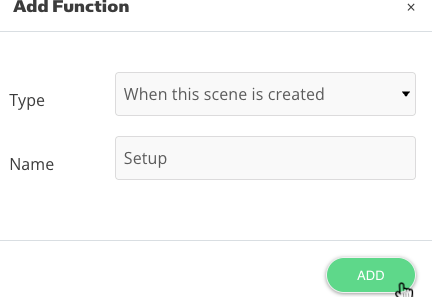 Add Function ×
Type When this scene is created
Name Setup
ADD